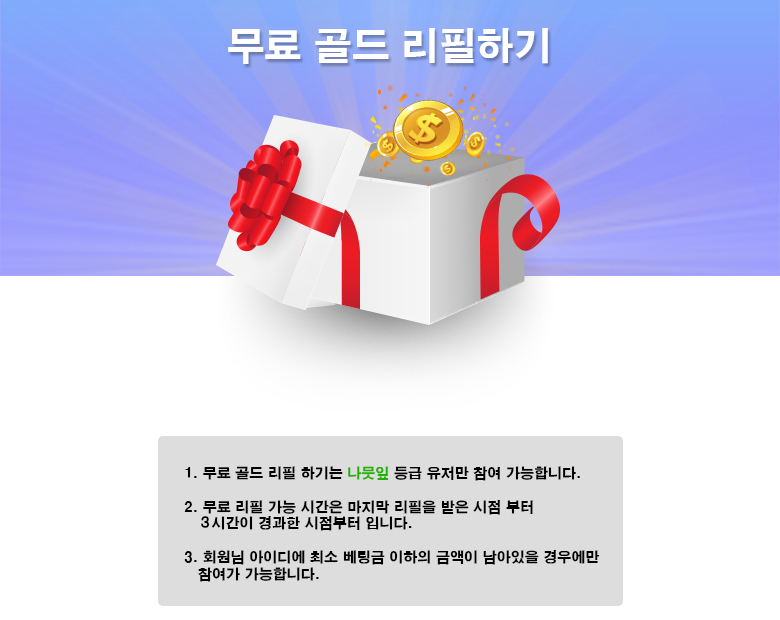 무료 골드 리필하기
$
$
$
$
1. 무료 골드 리필 하기는 나뭇잎 등급 유저만 참여 가능합니다.
2. 무료 리필 가능 시간은 마지막 리필을 받은 시점 부터
3시간이 경과한 시점부터 입니다.
3. 회원님 아이디에 최소 베팅금 이하의 금액이 남아있을 경우에만
참여가 가능합니다.